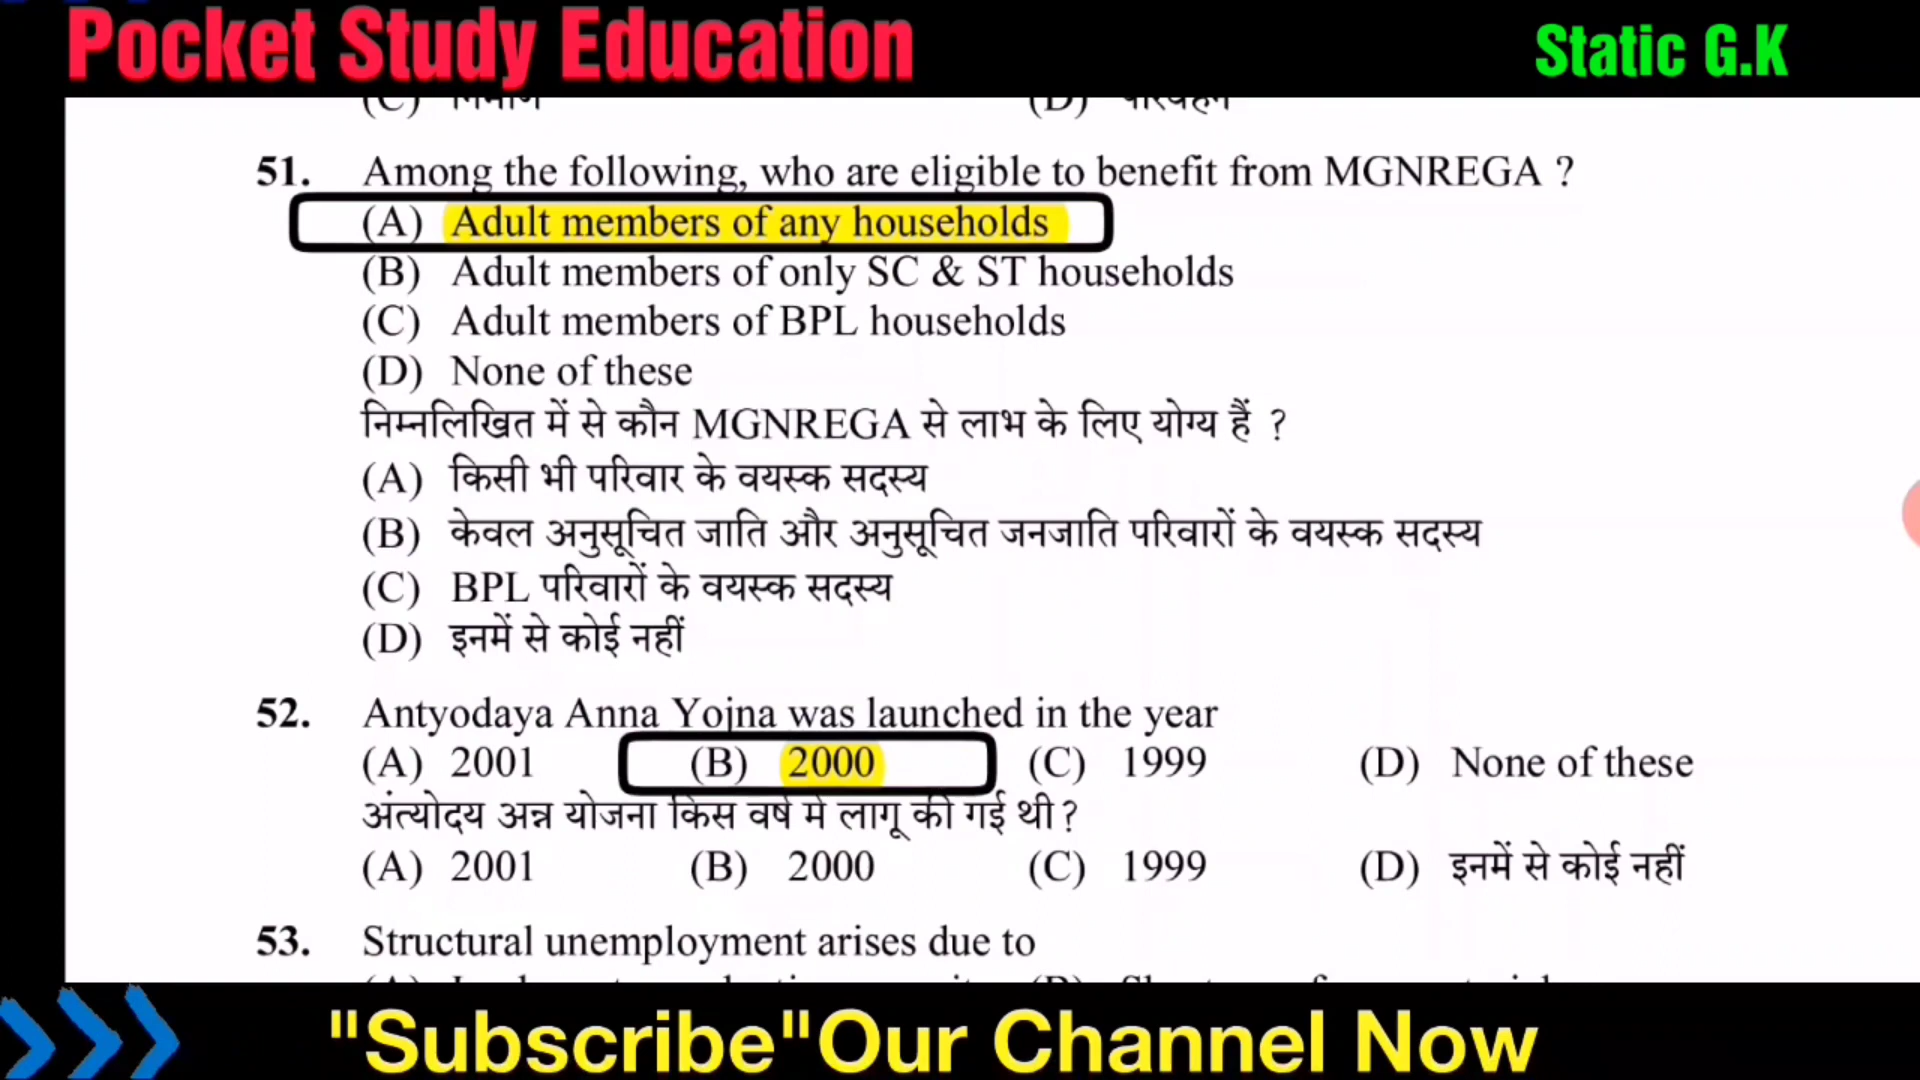 Pocket Study Education
Static G.K
(C) निर्माण (D) परिवहन
51. Among the following, who are eligible to benefit from MGNREGA ?
(A) Adult members of any households
(B) Adult members of only SC & ST households
(C) Adult members of BPL households
(D) None of these
निम्नलिखित में से कौन MGNREGA से लाभ के लिए योग्य हैं ?
(A) किसी भी परिवार के वयस्क सदस्य
(B) केवल अनुसूचित जाति और अनुसूचित जनजाति परिवारों के वयस्क सदस्य
(C) BPL परिवारों के वयस्क सदस्य
(D) इनमें से कोई नहीं
52. Antyodaya Anna Yojna was launched in the year
(A) 2001 (B) 2000 (C) 1999 (D) None of these
अंत्योदय अन्न योजना किस वर्ष में लागू की गई थी ?
(A) 2001 (B) 2000 (C) 1999 (D) इनमें से कोई नहीं
53. Structural unemployment arises due to
"Subscribe"Our Channel Now